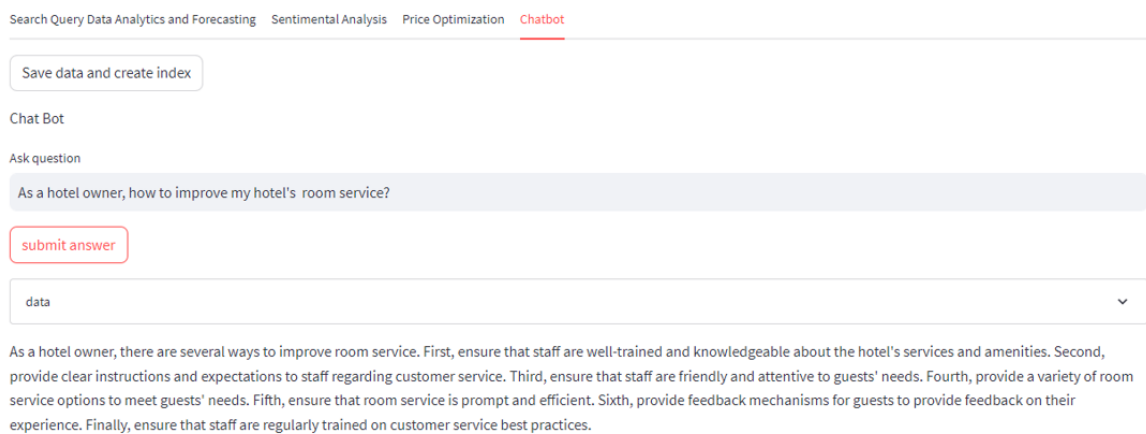 Search Query Data Analytics and Forecasting Sentimental Analysis Price Optimization Chatbot
Save data and create index
Chat Bot
Ask question
As a hotel owner, how to improve my hotel's room service?
submit answer
data
As a hotel owner, there are several ways to improve room service. First, ensure that staff are well-trained and knowledgeable about the hotel's services and amenities. Second,
provide clear instructions and expectations to staff regarding customer service. Third, ensure that staff are friendly and attentive to guests' needs. Fourth, provide a variety of room
service options to meet guests' needs. Fifth, ensure that room service is prompt and efficient. Sixth, provide feedback mechanisms for guests to provide feedback on their
experience. Finally, ensure that staff are regularly trained on customer service best practices.